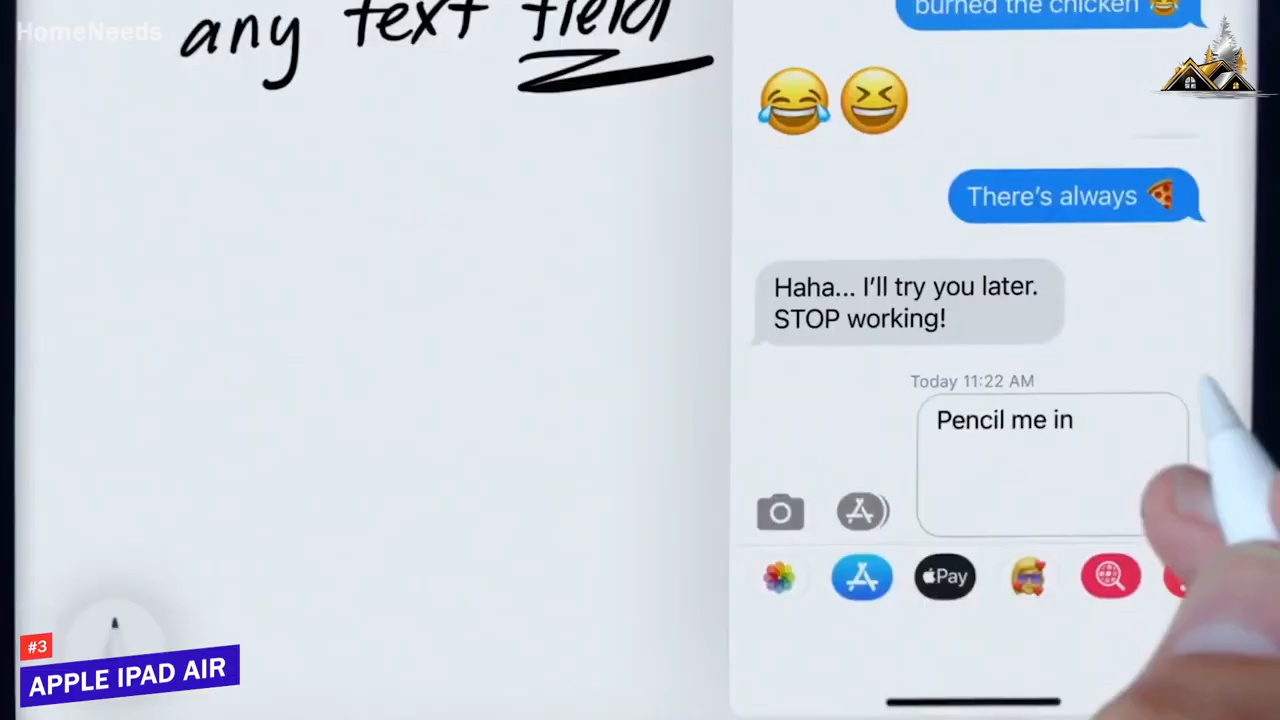 HomeNeeds
any text field
burned the chicken 😂
😂 😆
There's always 🍕
Haha... I'll try you later.
STOP working!
Today 11:22 AM
Pencil me in
Pay
#3
APPLE IPAD AIR